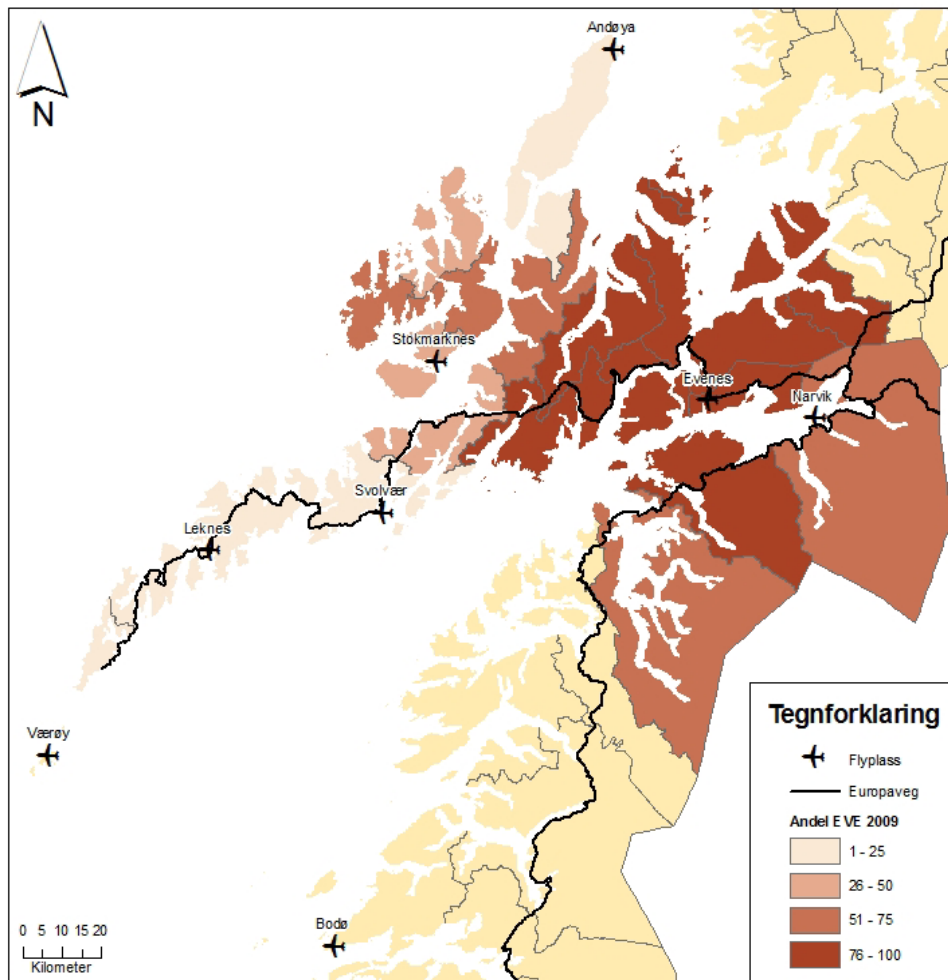 Andøya
N
Stokmarknes
Evenes
Narvik
Svolvær
Leknes
Værøy
Bodø
0 5 10 15 20
Kilometer
Tegnforklaring
Flyplass
Europaveg
Andel EVE 2009
1 - 25
26 - 50
51 - 75
76 - 100